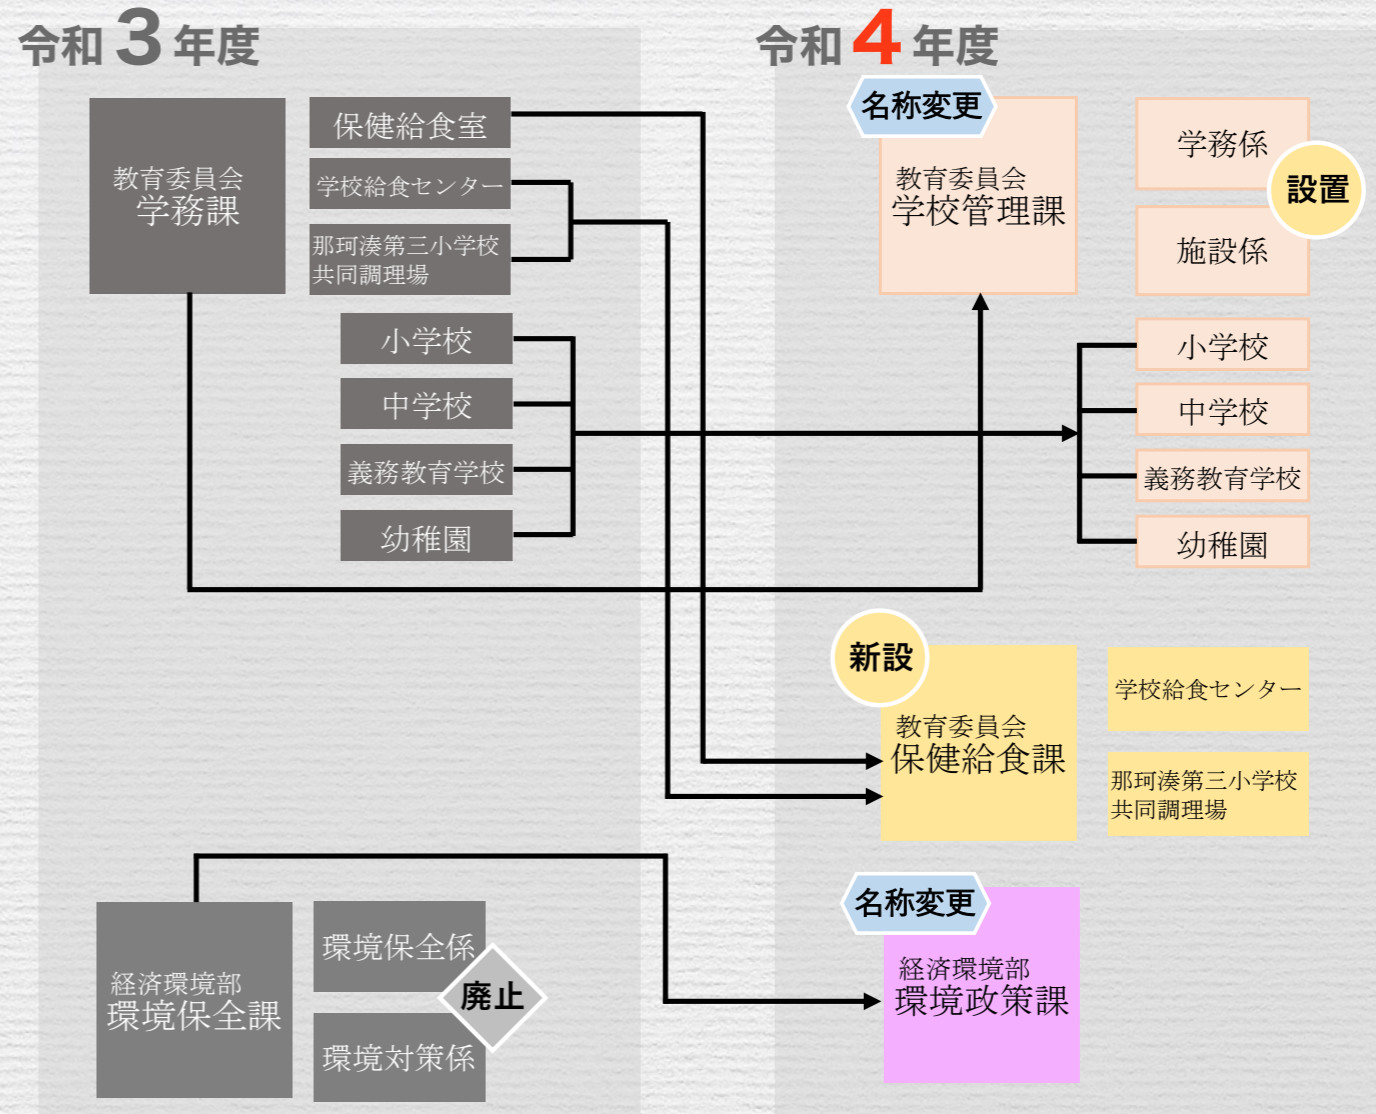 令和3年度
教育委員会
学務課
保健給食室
学校給食センター
那珂湊第三小学校
共同調理場
小学校
中学校
義務教育学校
幼稚園
経済環境部
環境保全課
環境保全係
環境対策係
廃止
令和4年度
名称変更
教育委員会
学校管理課
学務係
施設係
設置
小学校
中学校
義務教育学校
幼稚園
新設
教育委員会
保健給食課
学校給食センター
那珂湊第三小学校
共同調理場
名称変更
経済環境部
環境政策課